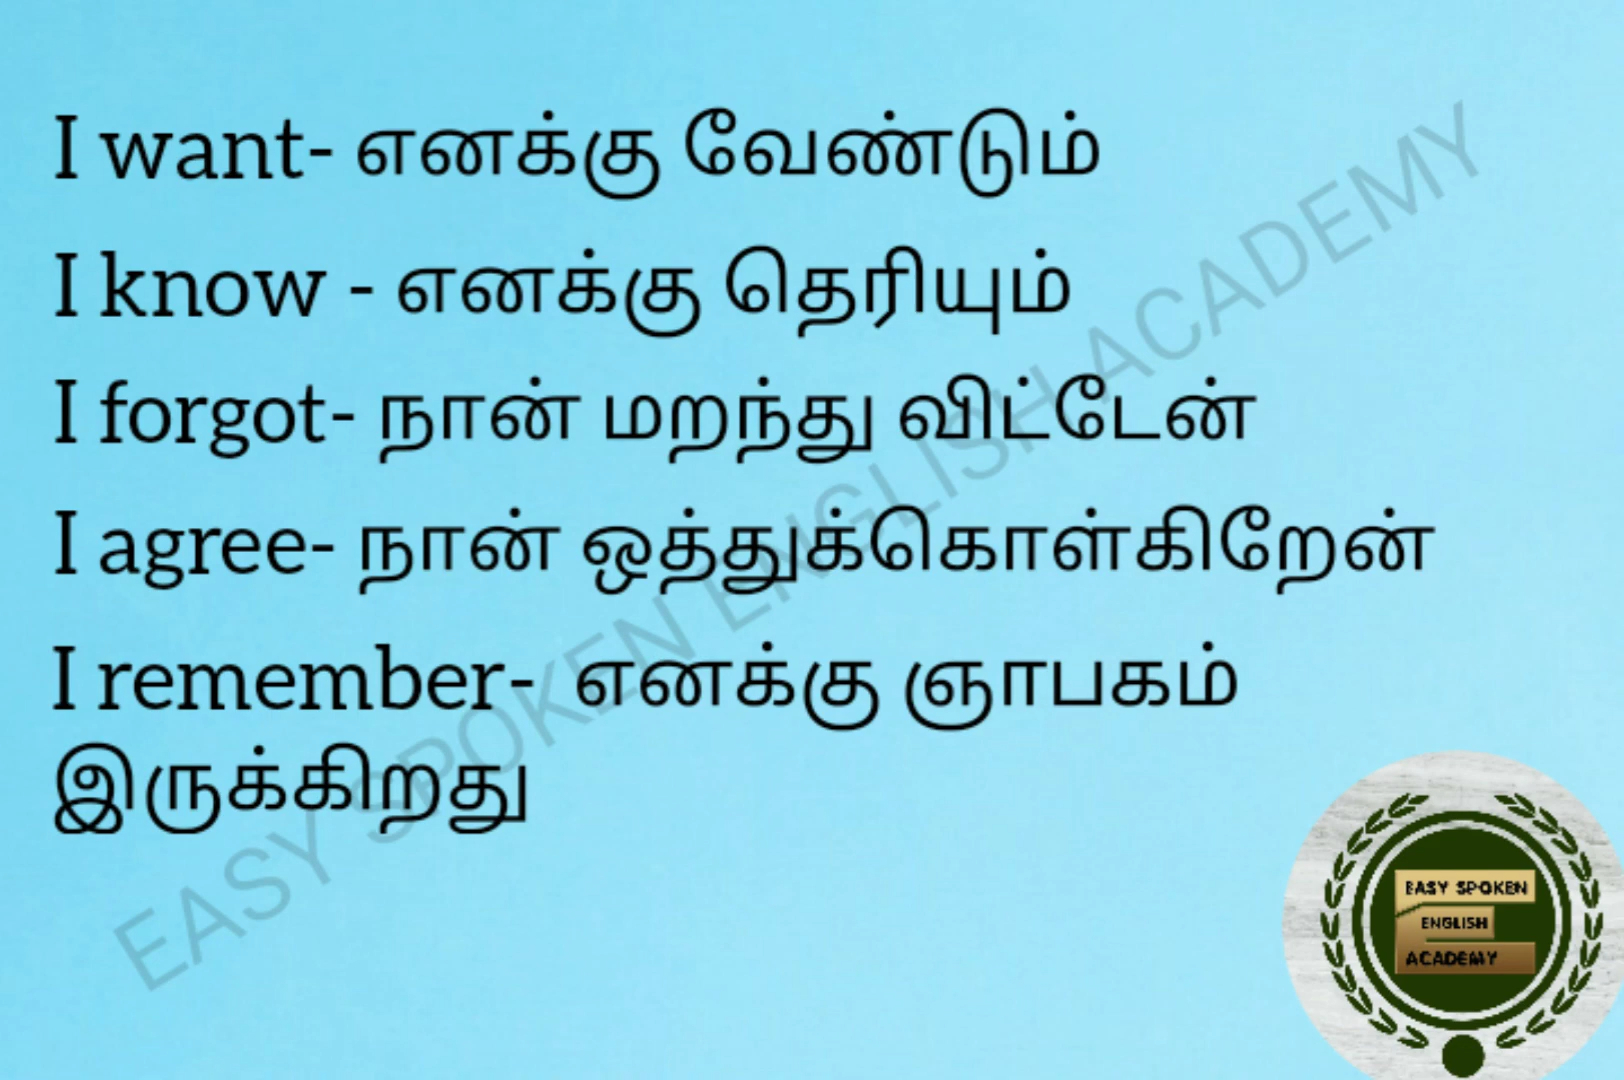 I want- எனக்கு வேண்டும்
I know - எனக்கு தெரியும்
I forgot- நான் மறந்து விட்டேன்
I agree- நான் ஒத்துக்கொள்கிறேன்
I remember- எனக்கு ஞாபகம்
இருக்கிறது
EASY SPOKEN ENGLISH ACADEMY
EASY SPOKEN
ENGLISH
ACADEMY